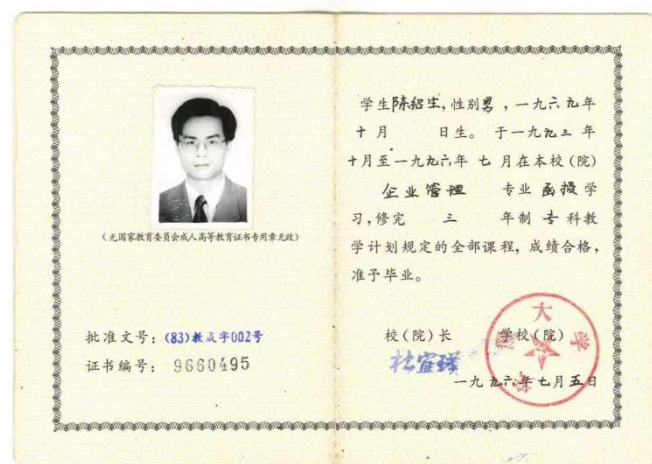 (无国家教育委员会成人高等教育证书专用章无效)
批准文号:(83)教成字002号
证书编号:9660495
学生陈绍生,性别男,一九六九年
十月 日生。于一九九三年
十月至一九九六年七月在本校(院)
企业管理 专业函授学
习,修完 三 年制专科教
学计划规定的全部课程,成绩合格,
准予毕业。
校(院)长 学校(院)
一九九六年七月五日
大学